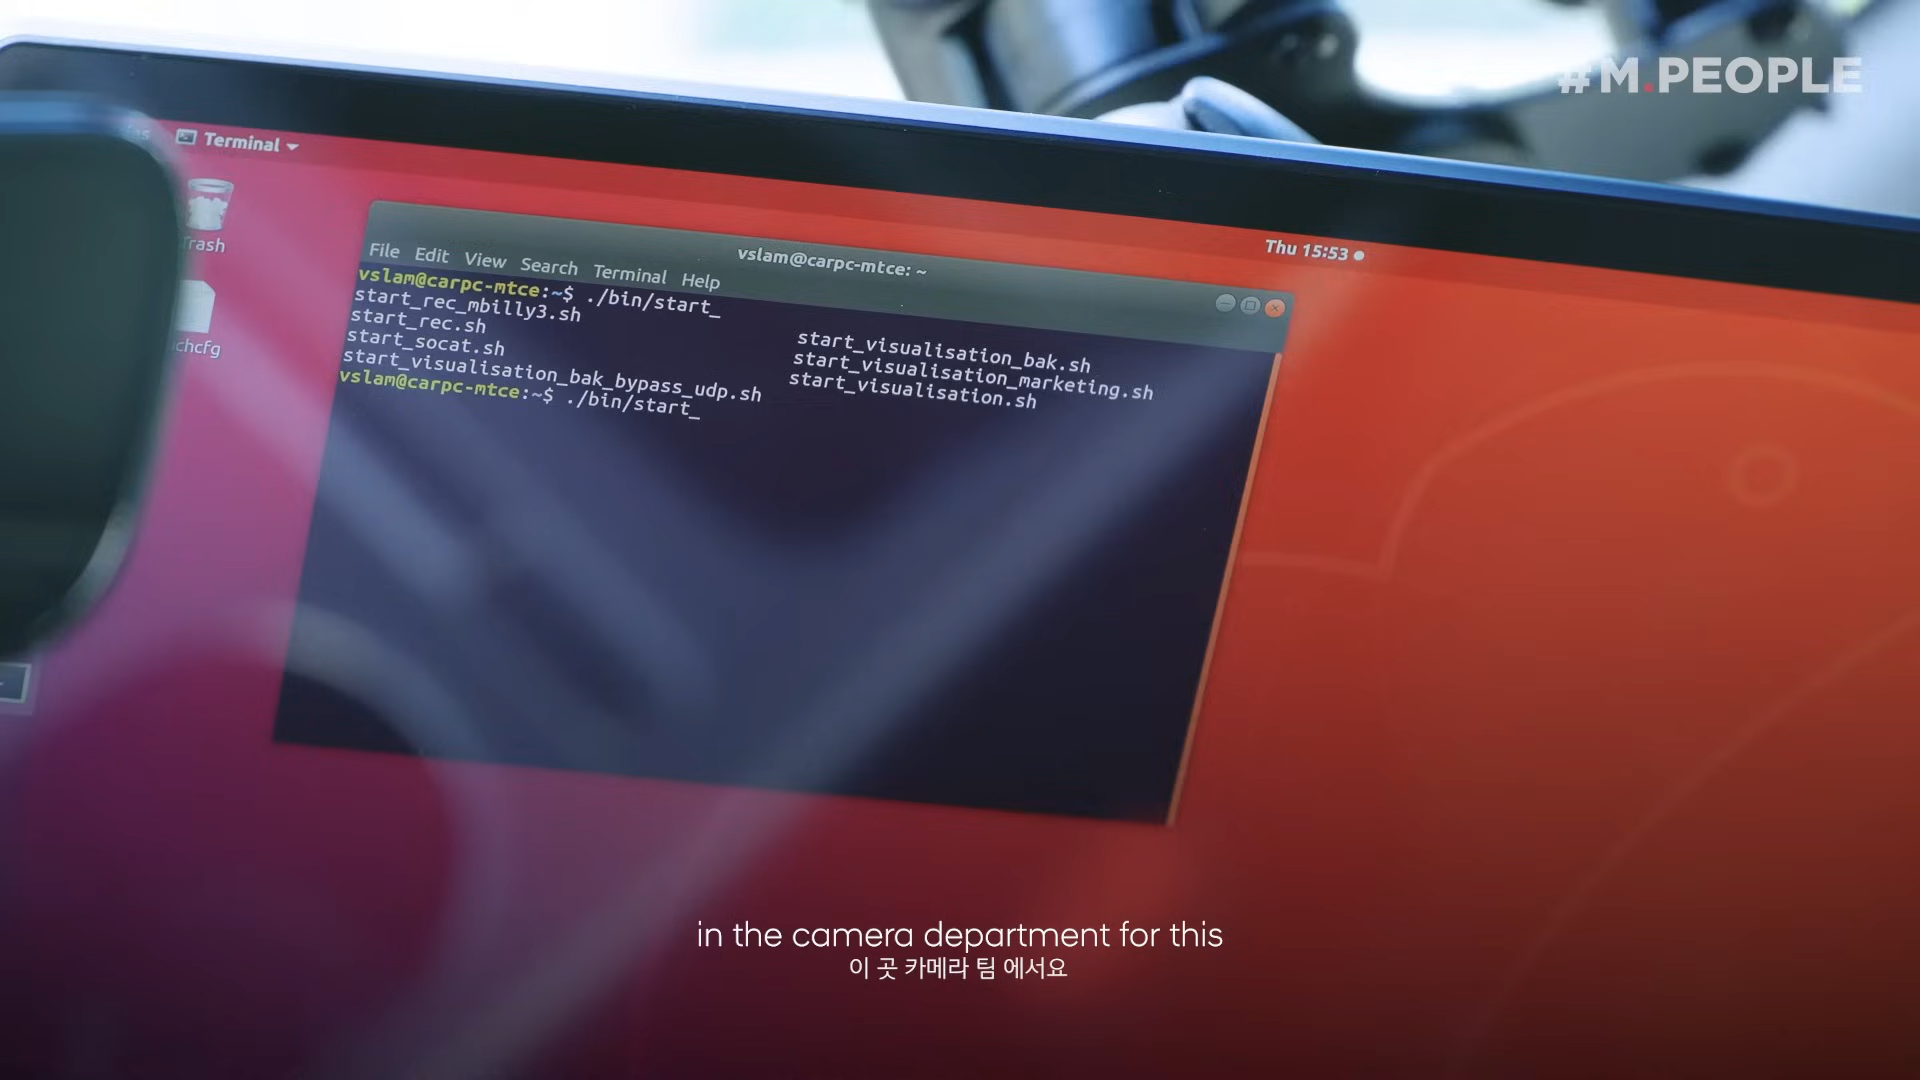 #M.PEOPLE
Terminal
Thu 15:53
Trash
vslam@carpc-mtce: ~
File Edit View Search Terminal Help
vslam@carpc-mtce:~$ ./bin/start_
start_rec_mbilly3.sh
start_rec.sh
start_socat.sh
start_visualisation_bak_bypass_udp.sh
start_visualisation_bak.sh
start_visualisation_marketing.sh
start_visualisation.sh
vslam@carpc-mtce:~$ ./bin/start_
in the camera department for this
이 곳 카메라 팀 에서요